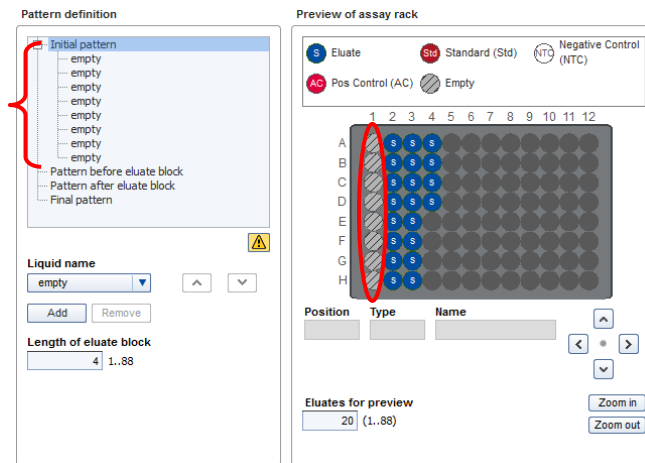 Pattern definition
Initial pattern
empty
empty
empty
empty
empty
empty
empty
empty
Pattern before eluate block
Pattern after eluate block
Final pattern
Liquid name
empty
Add Remove
Length of eluate block
4 1..88
Preview of assay rack
S Eluate Std Standard (Std) NTC Negative Control
(NTC)
AC Pos Control (AC) Empty
1 2 3 4 5 6 7 8 9 10 11 12
A S S S
B S S S
C S S S
D S S S
E S S
F S S
G S S
H S S
Position Type Name
Eluates for preview
20 (1..88)
Zoom in
Zoom out